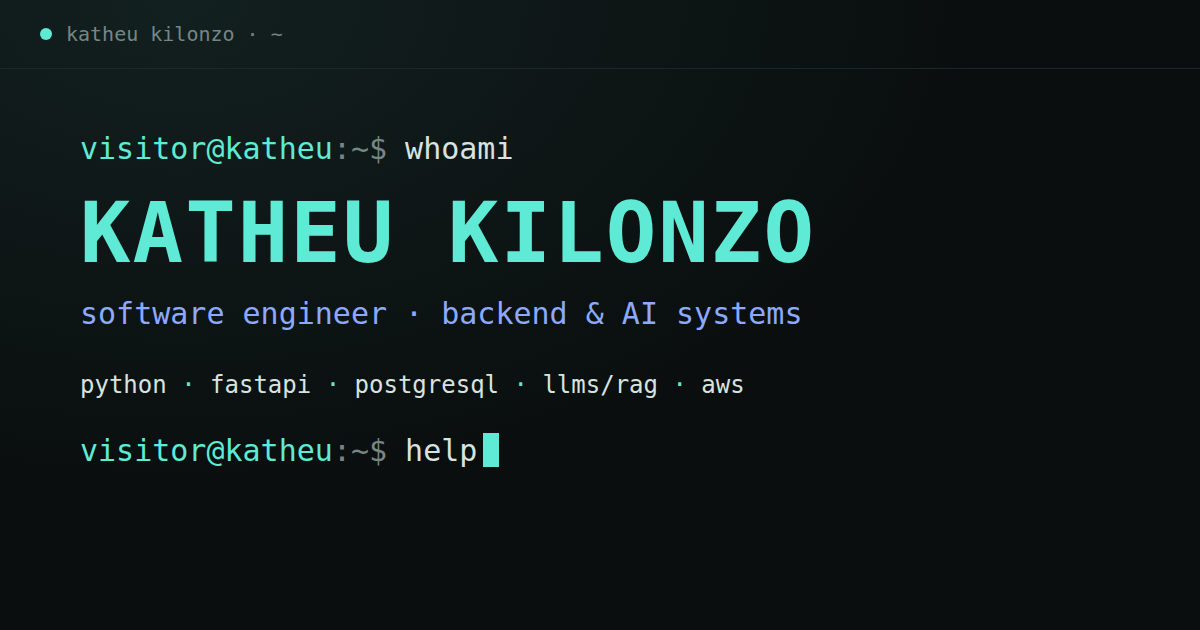 katheu kilonzo · ~
visitor@katheu:~$ whoami
KATHEU KILONZO
software engineer · backend & AI systems
python · fastapi · postgresql · llms/rag · aws
visitor@katheu:~$ help